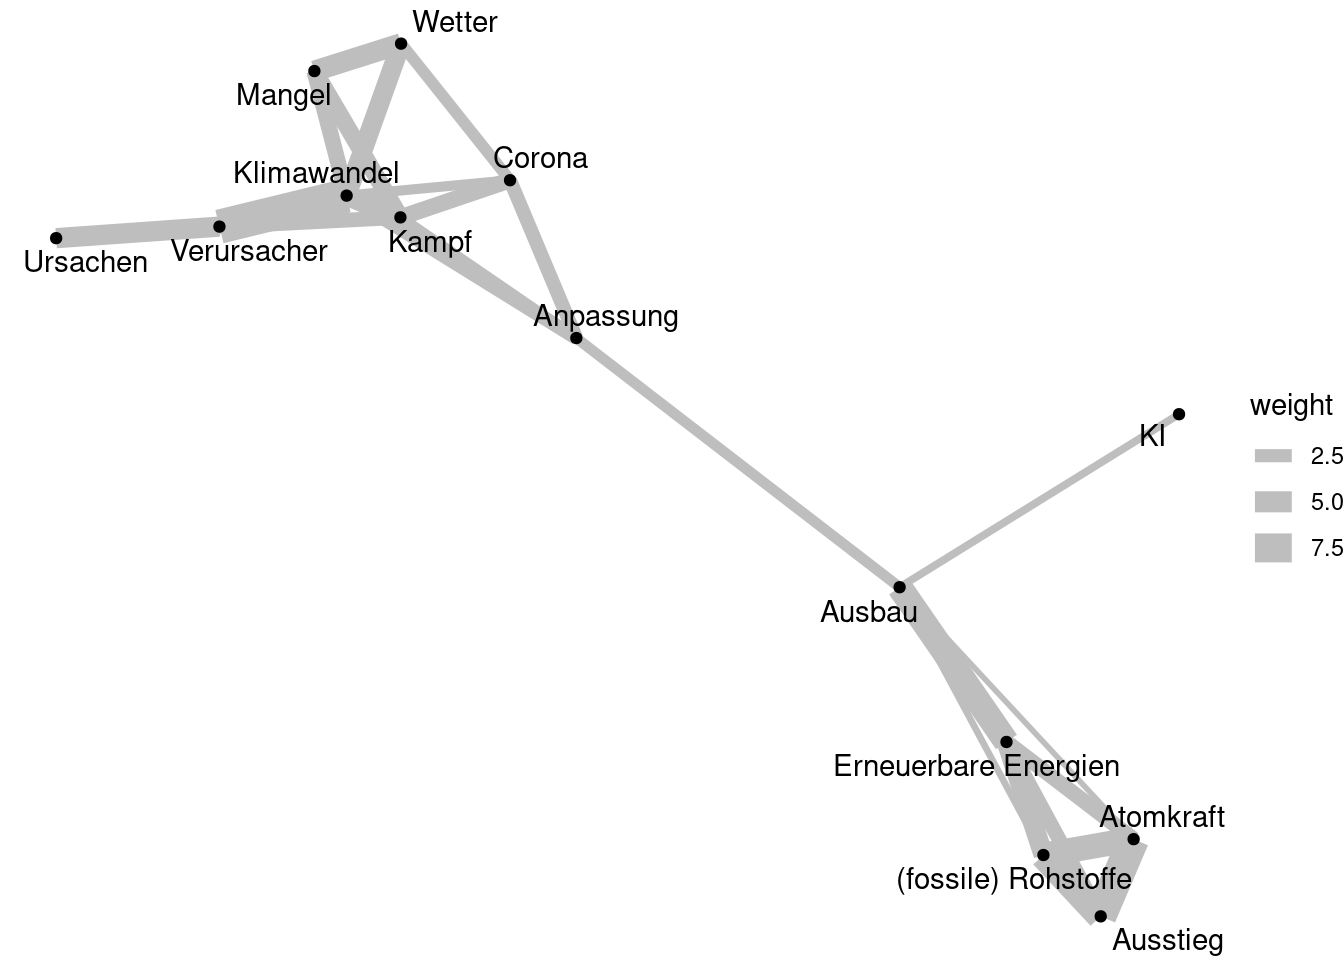 Wetter
Mangel
Corona
Klimawandel
Kampf
Verursacher
Ursachen
Anpassung
weight
KI
2.5
5.0
7.5
Ausbau
Erneuerbare Energien
Atomkraft
(fossile) Rohstoffe
Ausstieg